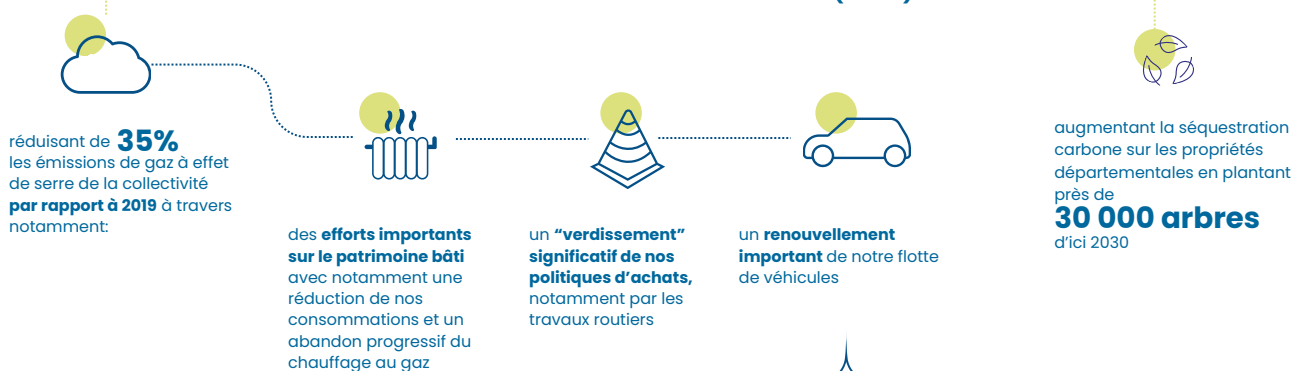 réduisant de 35%
les émissions de gaz à effet
de serre de la collectivité
par rapport à 2019 à travers
notamment:
des efforts importants
sur le patrimoine bâti
avec notamment une
réduction de nos
consommations et un
abandon progressif du
chauffage au gaz
un “verdissement”
significatif de nos
politiques d’achats,
notamment par les
travaux routiers
un renouvellement
important de notre flotte
de véhicules
augmentant la séquestration
carbone sur les propriétés
départementales en plantant
près de
30 000 arbres
d’ici 2030